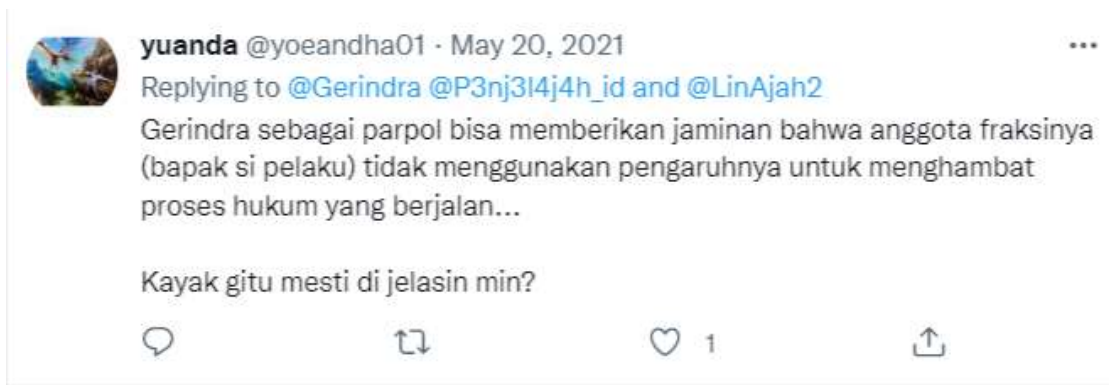 yuanda @yoeandha01 · May 20, 2021
Replying to @Gerindra @P3nj3l4j4h_id and @LinAjah2
Gerindra sebagai parpol bisa memberikan jaminan bahwa anggota fraksinya
(bapak si pelaku) tidak menggunakan pengaruhnya untuk menghambat
proses hukum yang berjalan...
Kayak gitu mesti di jelasin min?
1